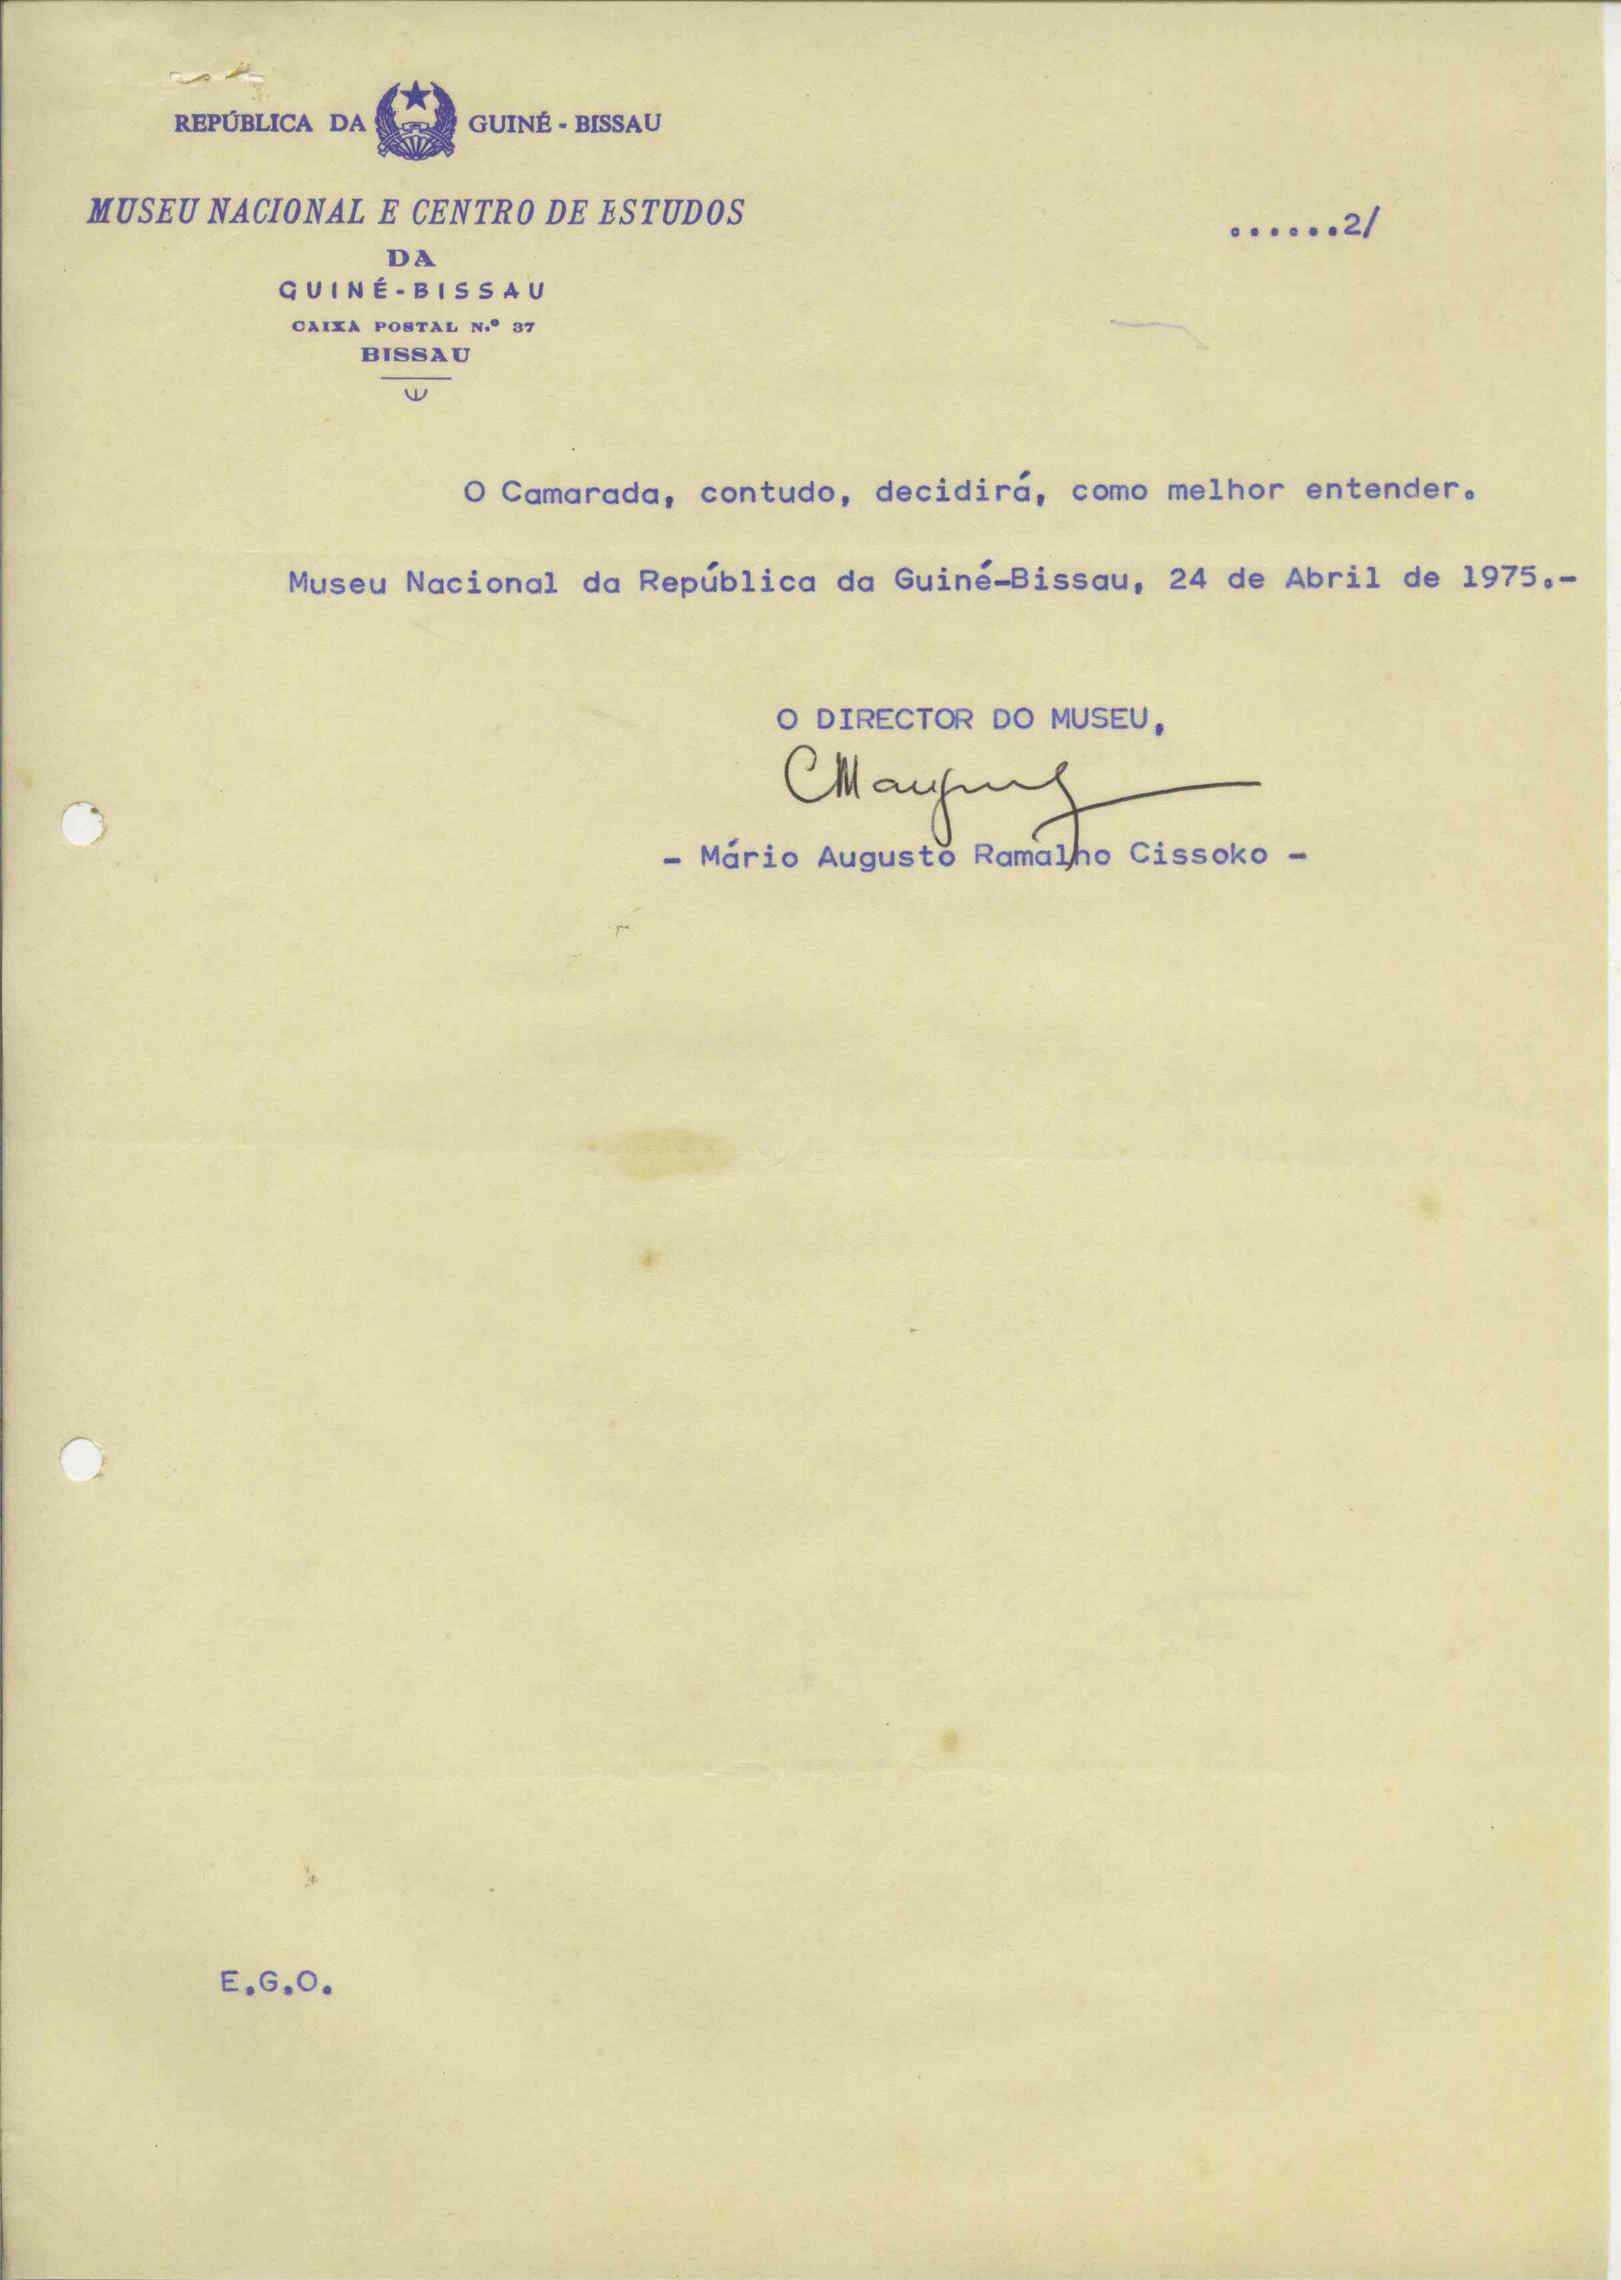 REPÚBLICA DA GUINÉ - BISSAU
MUSEU NACIONAL E CENTRO DE ESTUDOS
DA
GUINÉ-BISSAU
CAIXA POSTAL N.º 37
BISSAU
......2/
O Camarada, contudo, decidirá, como melhor entender.
Museu Nacional da República da Guiné-Bissau, 24 de Abril de 1975.-
O DIRECTOR DO MUSEU,
- Mário Augusto Ramalho Cissoko -
E.G.O.